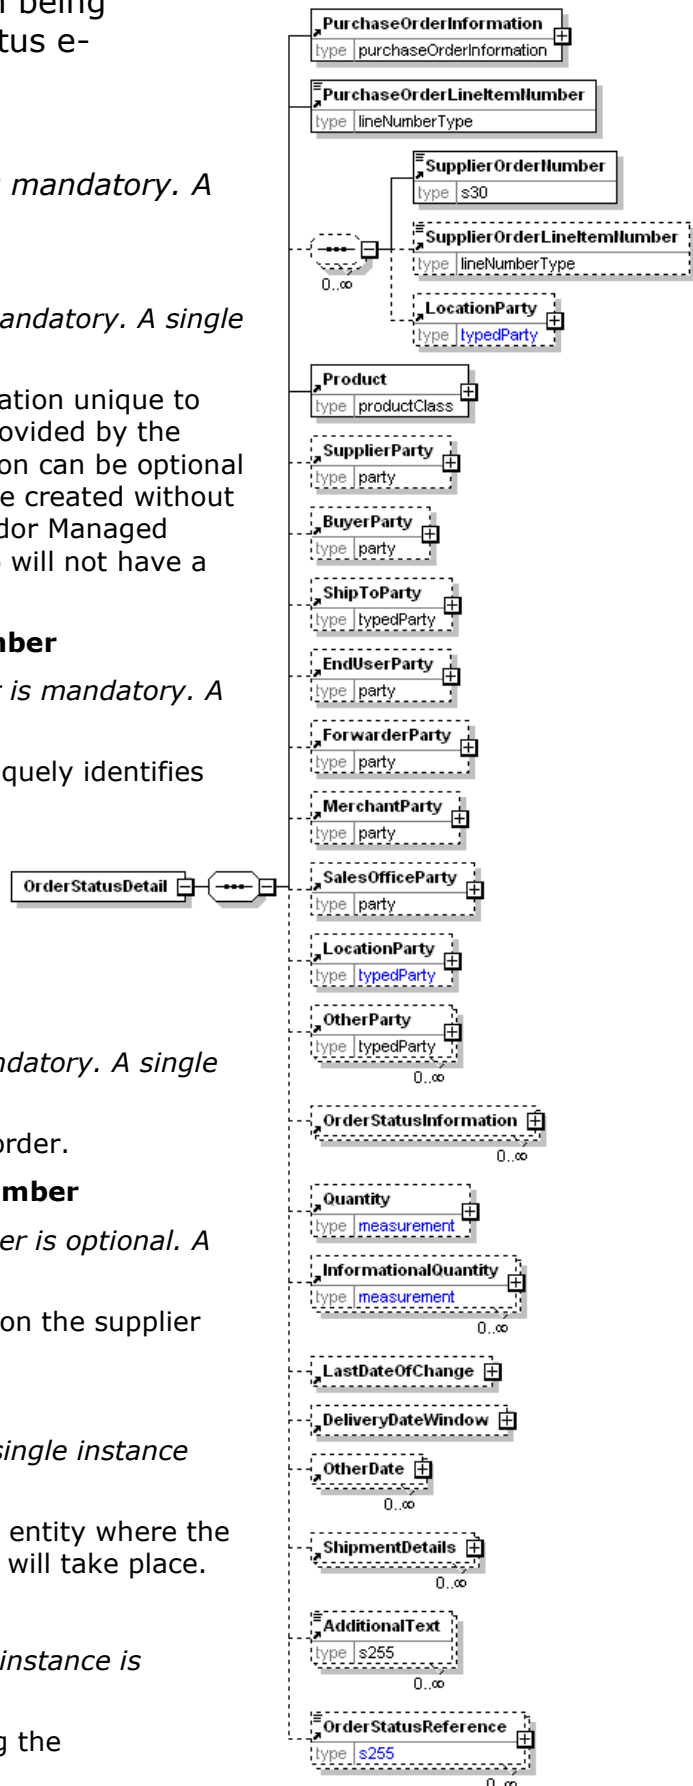 n being
tus e-
mandatory. A
andatory. A single
ation unique to
rovided by the
on can be optional
e created without
dor Managed
will not have a
nber
r is mandatory. A
quely identifies
ndatory. A single
order.
umber
er is optional. A
on the supplier
single instance
entity where the
will take place.
instance is
g the
OrderStatusDetail
PurchaseOrderInformation
type purchaseOrderInformation
PurchaseOrderLineItemNumber
type lineNumberType
0..∞
SupplierOrderNumber
type s30
SupplierOrderLineItemNumber
type lineNumberType
LocationParty
type typedParty
Product
type productClass
SupplierParty
type party
BuyerParty
type party
ShipToParty
type typedParty
EndUserParty
type party
ForwarderParty
type party
MerchantParty
type party
SalesOfficeParty
type party
LocationParty
type typedParty
OtherParty
type typedParty
0..∞
OrderStatusInformation
0..∞
Quantity
type measurement
InformationalQuantity
type measurement
0..∞
LastDateOfChange
DeliveryDateWindow
OtherDate
0..∞
ShipmentDetails
0..∞
AdditionalText
type s255
0..∞
OrderStatusReference
type s255
0..∞